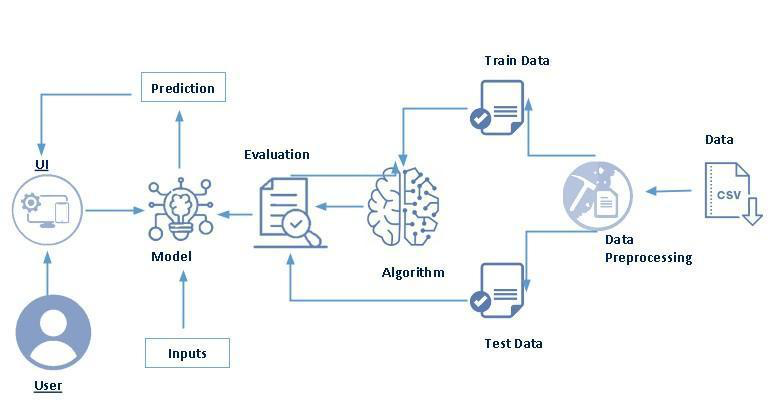 Train Data
Prediction
Data
Evaluation
UI
CSV
Model
Data
Preprocessing
Algorithm
Test Data
Inputs
User